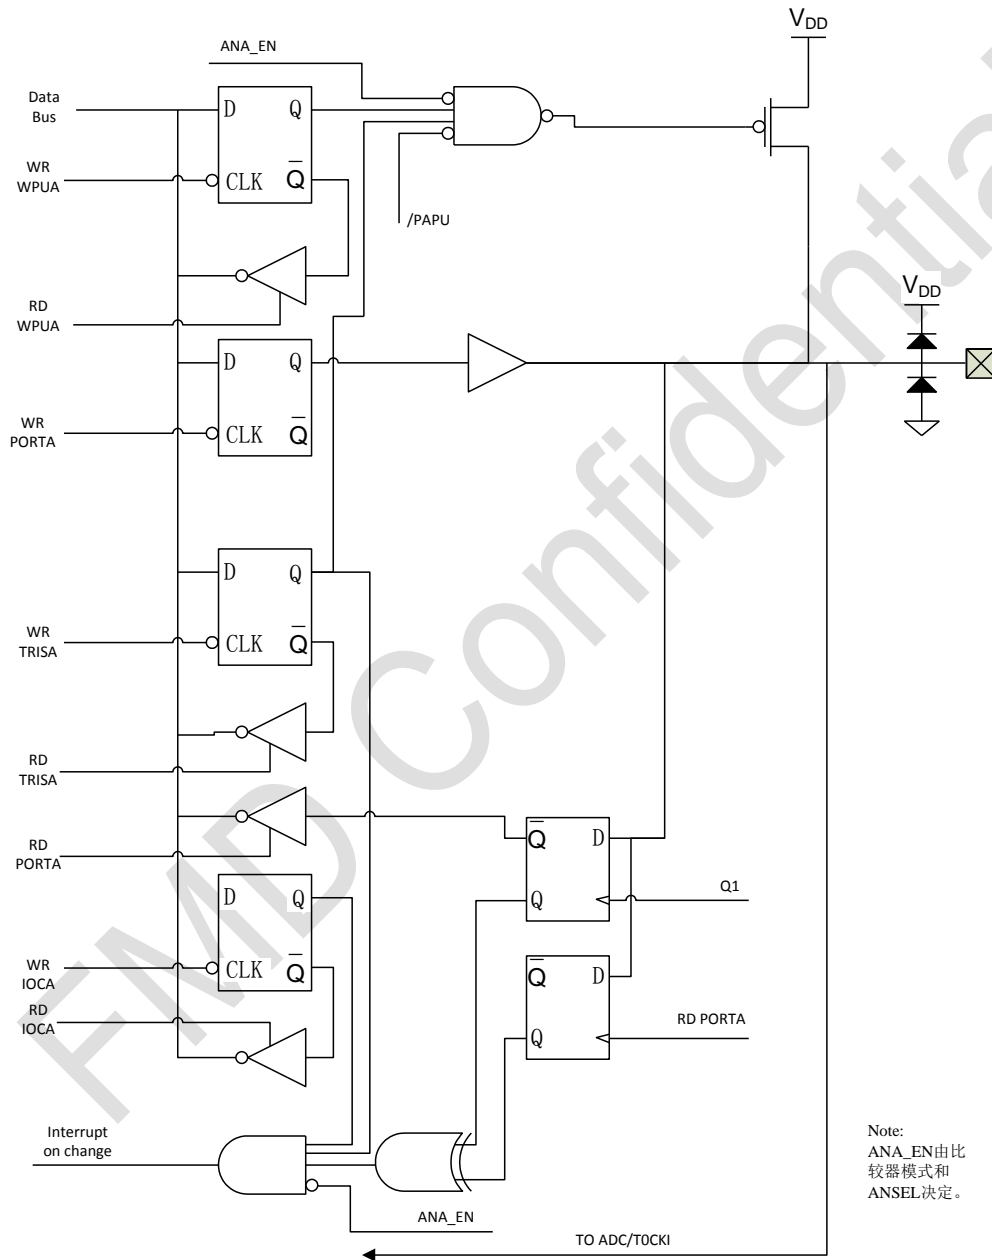 V_DD
ANA_EN
Data
Bus
D Q
WR
WPUA
CLK Q̅
/PAPU
RD
WPUA
V_DD
D Q
WR
PORTA
CLK Q̅
D Q
WR
TRISA
CLK Q̅
RD
TRISA
RD
PORTA
Q̅ D
Q
Q1
D Q
WR
IOCA
CLK Q̅
RD
IOCA
Q̅ D
Q
RD PORTA
Interrupt
on change
ANA_EN
TO ADC/T0CKI
Note:
ANA_EN由比
较器模式和
ANSEL决定。
FMD Confidential